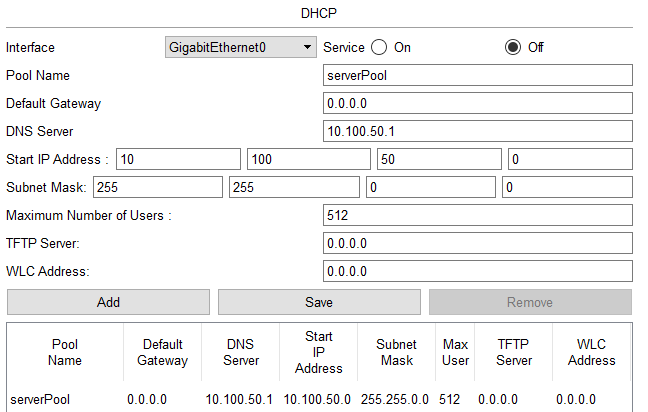 DHCP
Interface GigabitEthernet0 Service On Off
Pool Name serverPool
Default Gateway 0.0.0.0
DNS Server 10.100.50.1
Start IP Address : 10 100 50 0
Subnet Mask: 255 255 0 0
Maximum Number of Users : 512
TFTP Server: 0.0.0.0
WLC Address: 0.0.0.0
Add Save Remove
Pool Name Default Gateway DNS Server Start IP Address Subnet Mask Max User TFTP Server WLC Address
serverPool 0.0.0.0 10.100.50.1 10.100.50.0 255.255.0.0 512 0.0.0.0 0.0.0.0